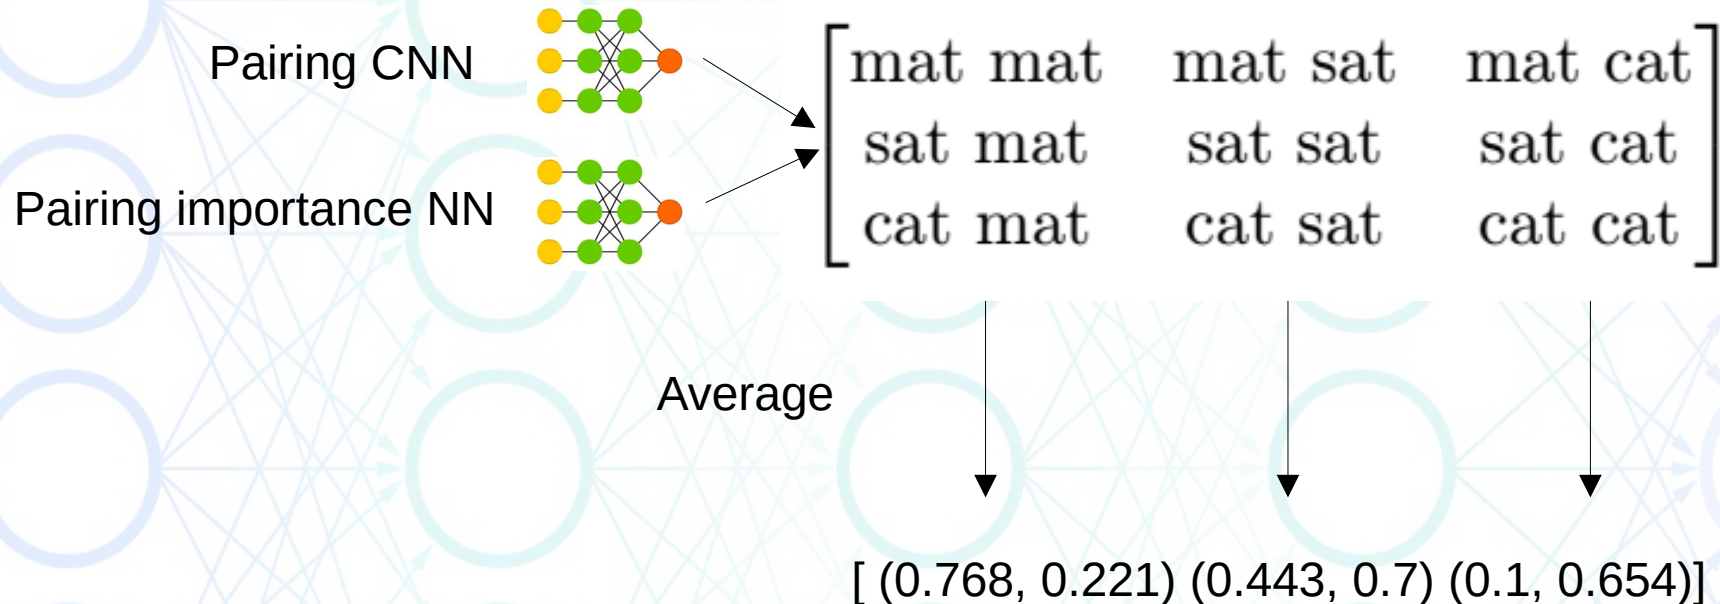 Pairing CNN
Pairing importance NN
mat mat mat sat mat cat
sat mat sat sat sat cat
cat mat cat sat cat cat
Average
[ (0.768, 0.221) (0.443, 0.7) (0.1, 0.654)]